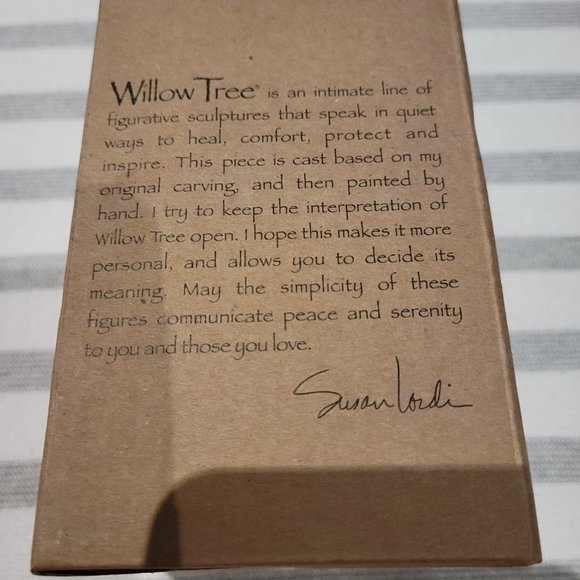 Willow Tree® is an intimate line of
figurative sculptures that speak in quiet
ways to heal, comfort, protect and
inspire. This piece is cast based on my
original carving, and then painted by
hand. I try to keep the interpretation of
Willow Tree open. I hope this makes it more
personal, and allows you to decide its
meaning. May the simplicity of these
figures communicate peace and serenity
to you and those you love.
Susan Lordi